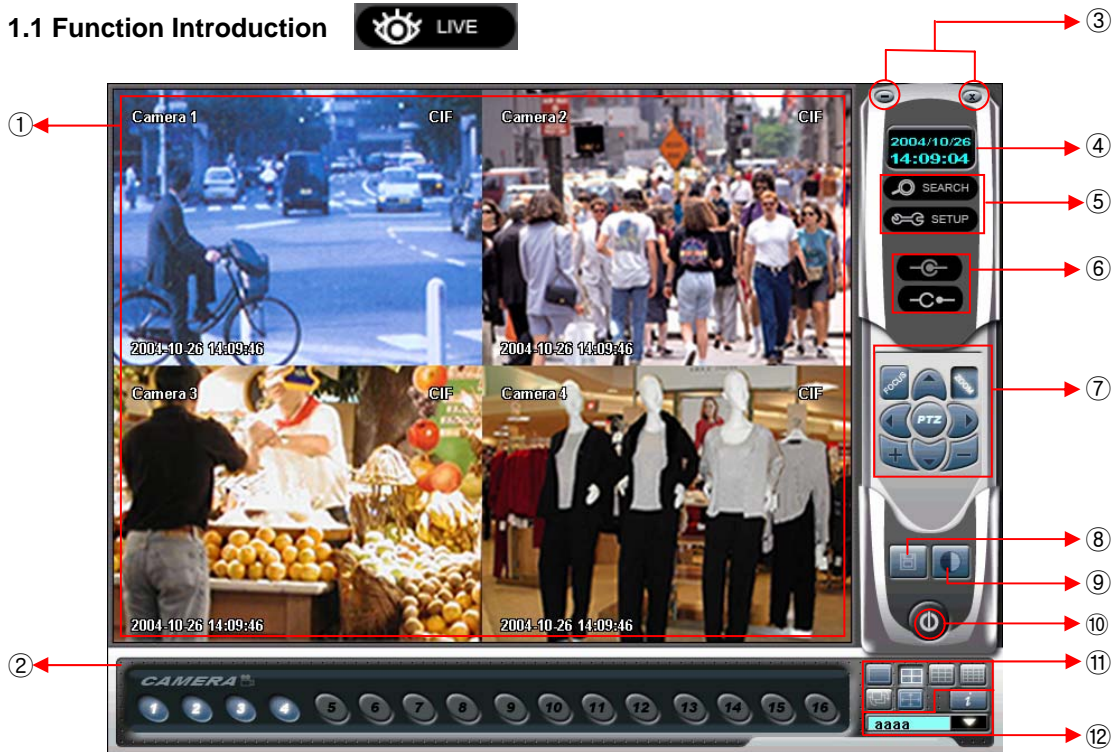 1.1 Function Introduction LIVE
③
①
Camera 1 CIF
Camera 2 CIF
2004/10/26
14:09:04
④
SEARCH
⑤
SETUP
⑥
2004-10-26 14:09:46
2004-10-26 14:09:46
Camera 3 CIF
Camera 4 CIF
FOCUS
ZOOM
⑦
PTZ
+ −
⑧
⑨
2004-10-26 14:09:46
2004-10-26 14:09:46
⑩
②
⑪
CAMERA
1 2 3 4 5 6 7 8 9 10 11 12 13 14 15 16
i
aaaa
⑫